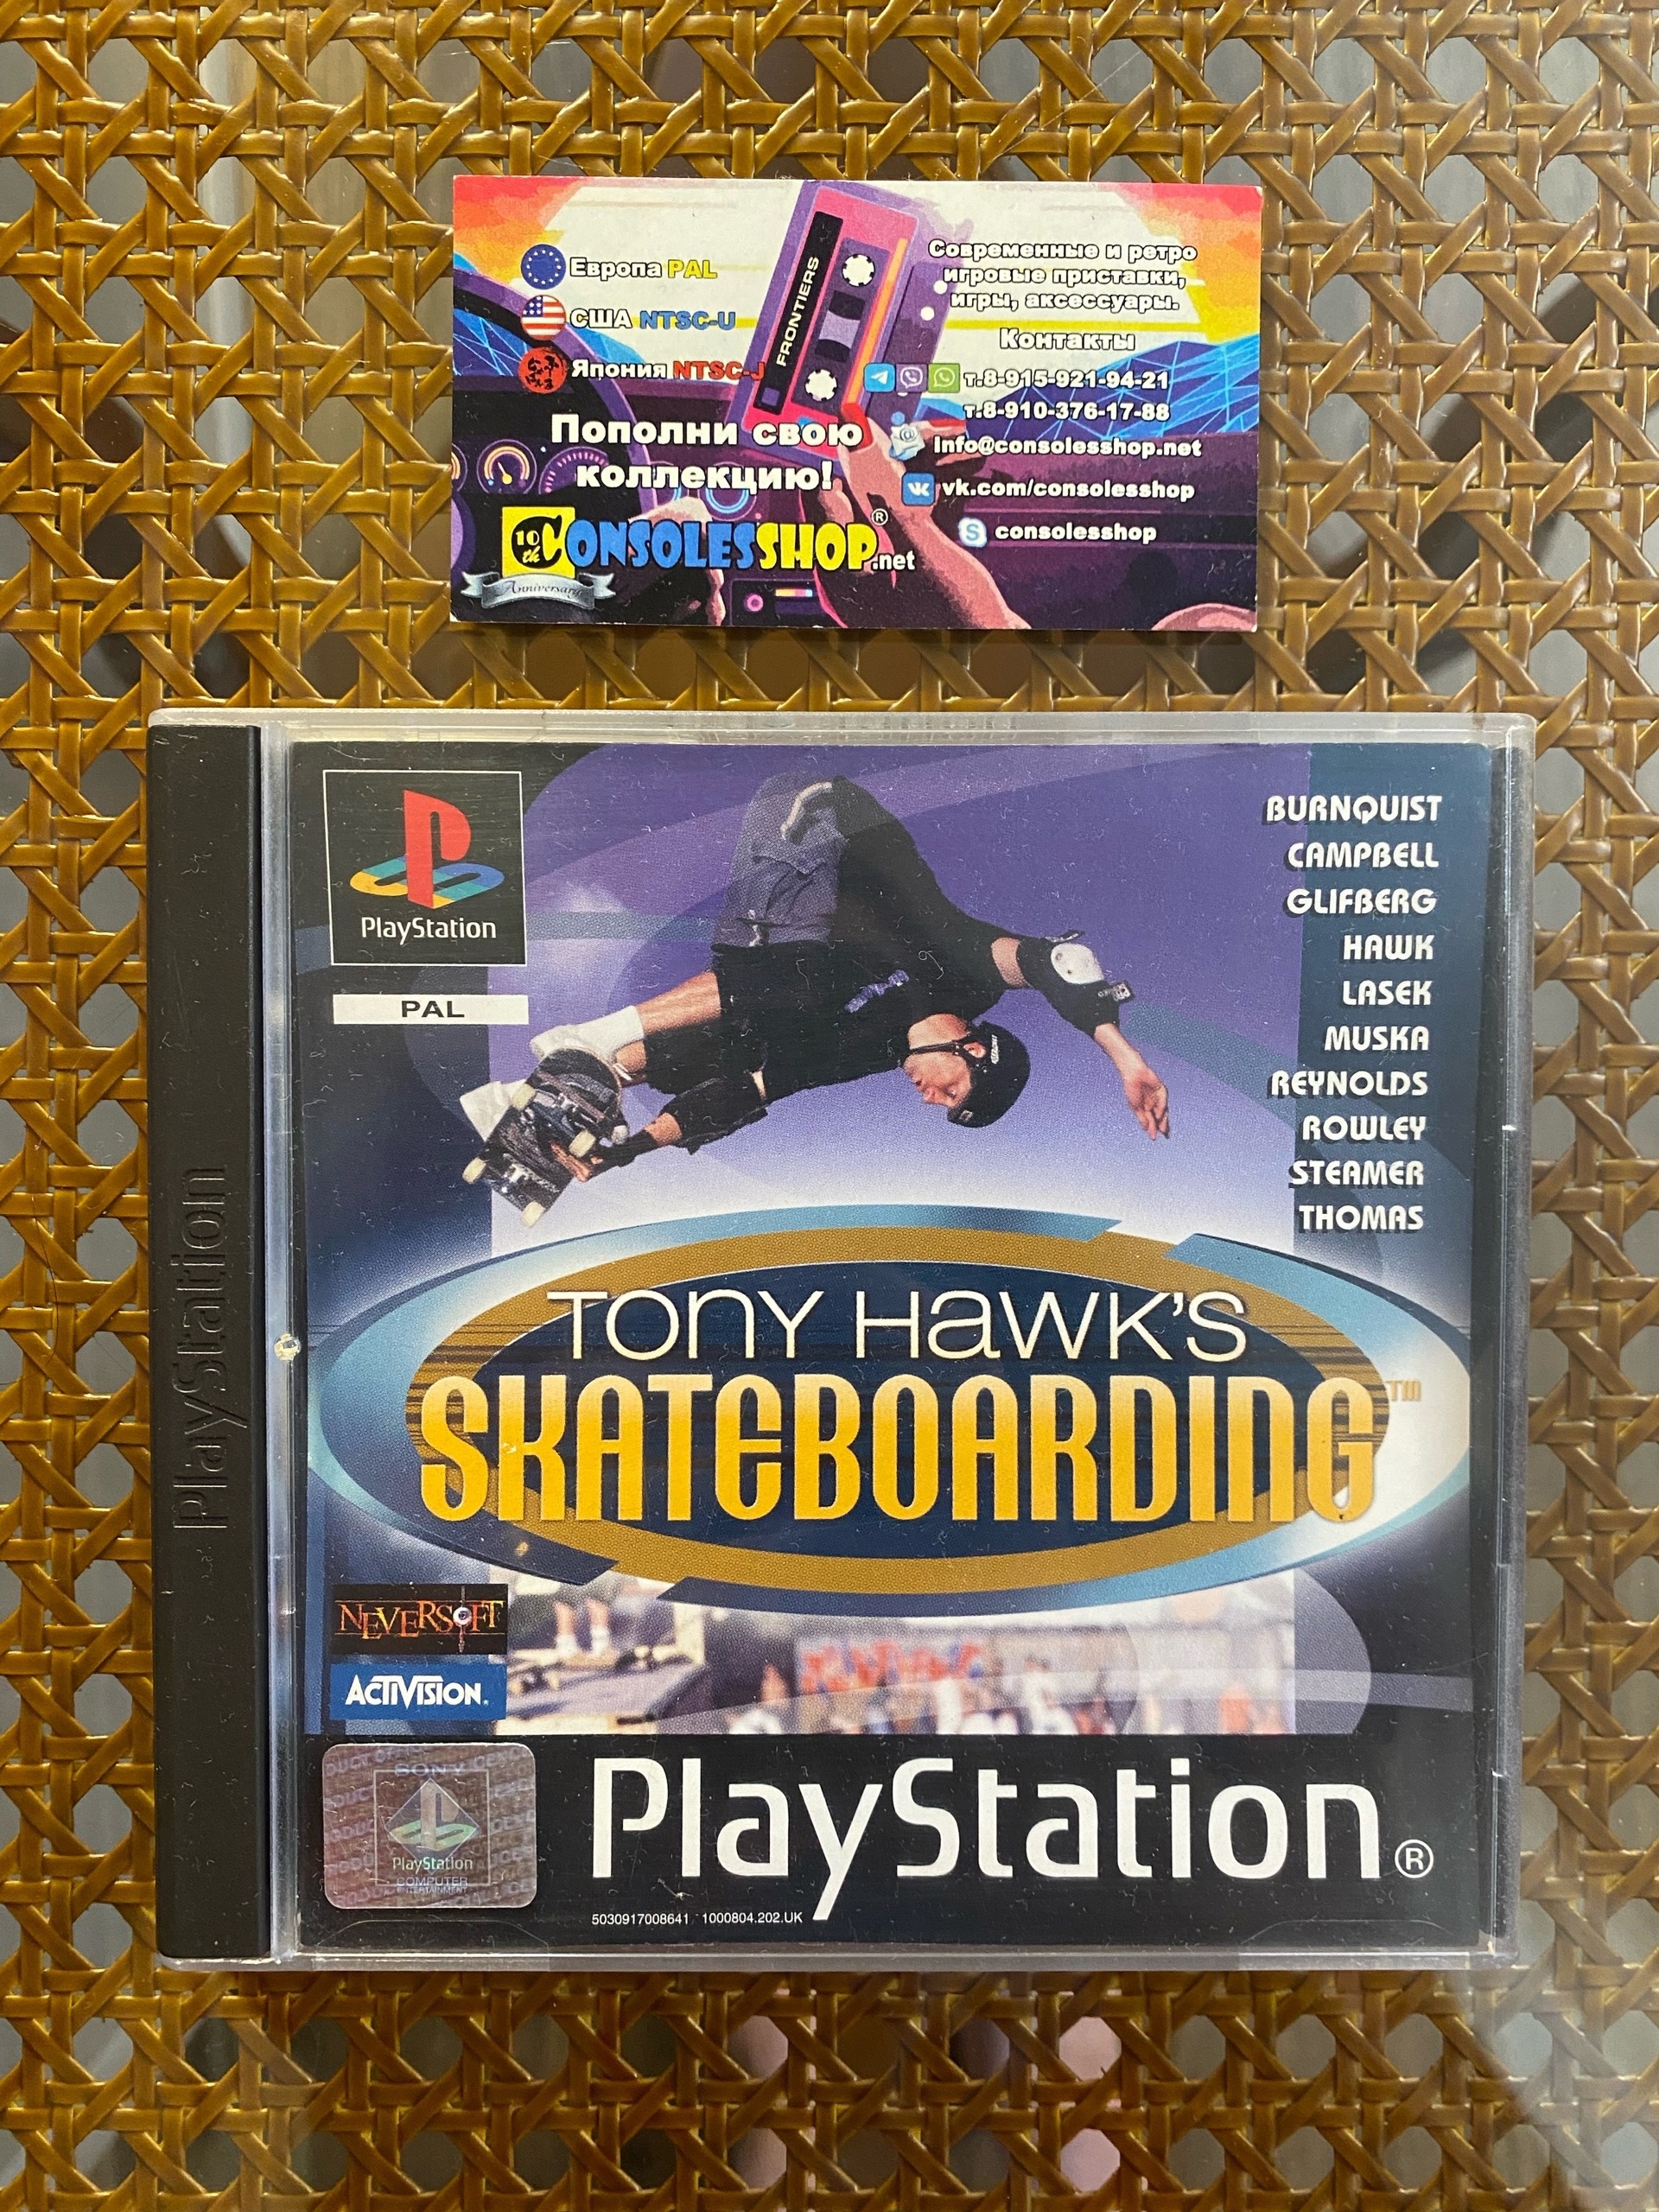 Европа PAL
США NTSC-U
Япония NTSC-J
FRONTIERS
Пополни свою
коллекцию!
10th CONSOLESSHOP.net ®
Anniversary
Современные и ретро
игровые приставки,
игры, аксессуары.
Контакты
т.8-915-921-94-21
т.8-910-376-17-88
info@consolesshop.net
vk.com/consolesshop
consolesshop
PlayStation
PlayStation
PAL
BURNQUIST
CAMPBELL
GLIFBERG
HAWK
LASEK
MUSKA
REYNOLDS
ROWLEY
STEAMER
THOMAS
TONY HAWK'S
SKATEBOARDING™
NEVERSOFT
ACTIVISION.
SONY
PlayStation
COMPUTER
ENTERTAINMENT
PlayStation®
5030917008641 1000804.202.UK